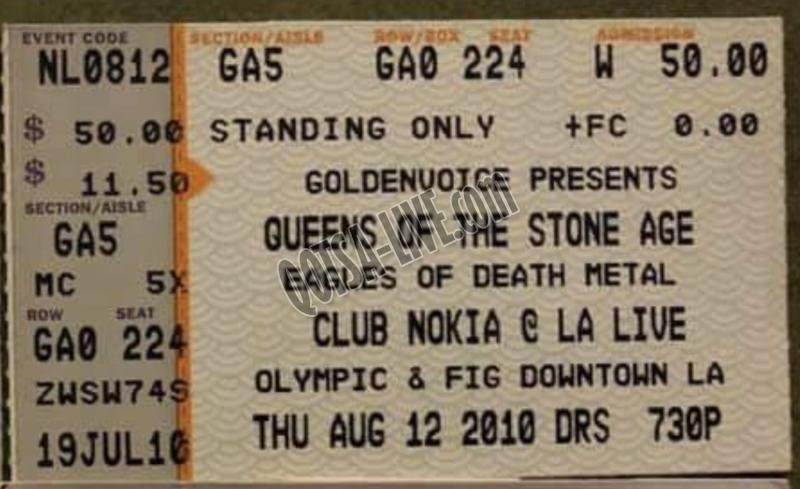 EVENT CODE
NL0812
$ 50.00
$ 11.50
SECTION/AISLE
GA5
MC 5X
ROW SEAT
GA0 224
ZWSW74S
19JUL10
SECTION/AISLE ROW/BOX SEAT ADMISSION
GA5 GA0 224 W 50.00
STANDING ONLY +FC 0.00
GOLDENVOICE PRESENTS
QUEENS OF THE STONE AGE
EAGLES OF DEATH METAL
CLUB NOKIA @ LA LIVE
OLYMPIC & FIG DOWNTOWN LA
THU AUG 12 2010 DRS 730P
QOTSA-LIVE.com